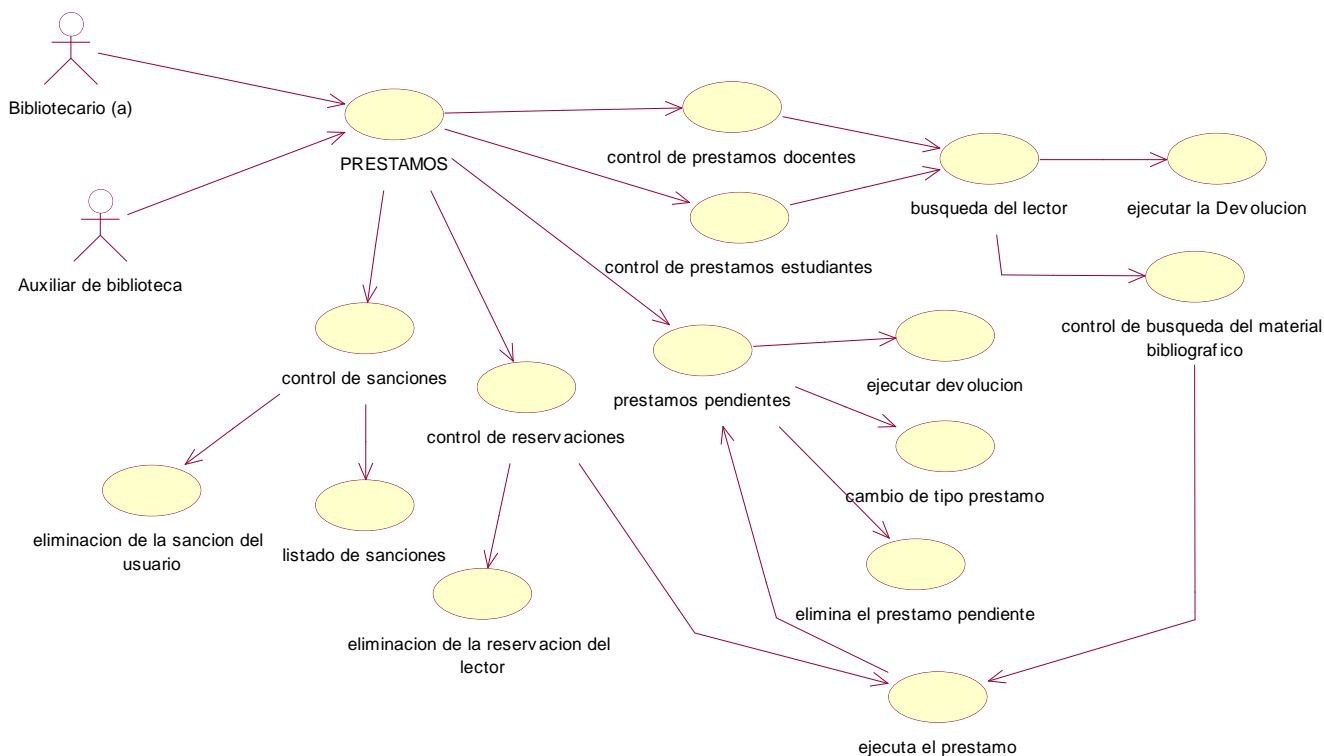 Bibliotecario (a)
PRESTAMOS
control de prestamos docentes
busqueda del lector
ejecutar la Devolucion
Auxiliar de biblioteca
control de prestamos estudiantes
control de busqueda del material
bibliografico
control de sanciones
ejecutar devolucion
prestamos pendientes
control de reservaciones
cambio de tipo prestamo
eliminacion de la sancion del
usuario
listado de sanciones
elimina el prestamo pendiente
eliminacion de la reservacion del
lector
ejecuta el prestamo